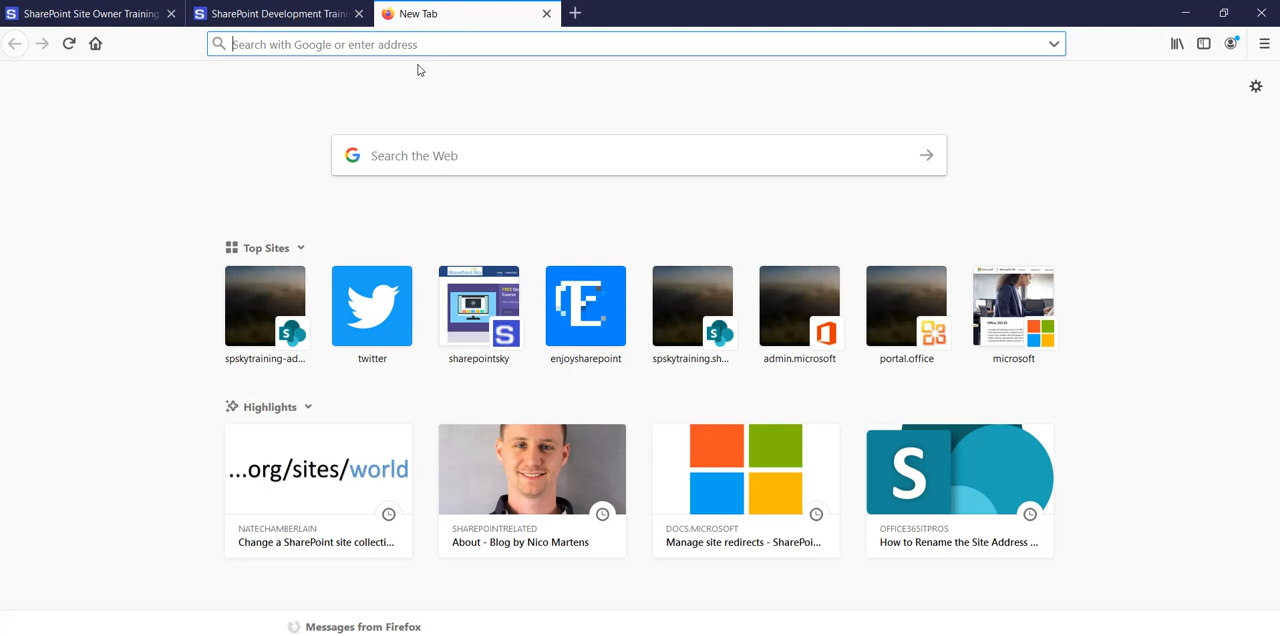 SharePoint Site Owner Training
SharePoint Development Traini
New Tab
Search with Google or enter address
Search the Web
Top Sites
spskytraining-ad...
twitter
sharepointsky
enjoysharepoint
spskytraining.sh...
admin.microsoft
portal.office
microsoft
Highlights
...org/sites/world
NATECHAMBERLAIN
Change a SharePoint site collecti...
SHAREPOINTRELATED
About - Blog by Nico Martens
DOCS.MICROSOFT
Manage site redirects - SharePoi...
OFFICE365ITPROS
How to Rename the Site Address ...
Messages from Firefox